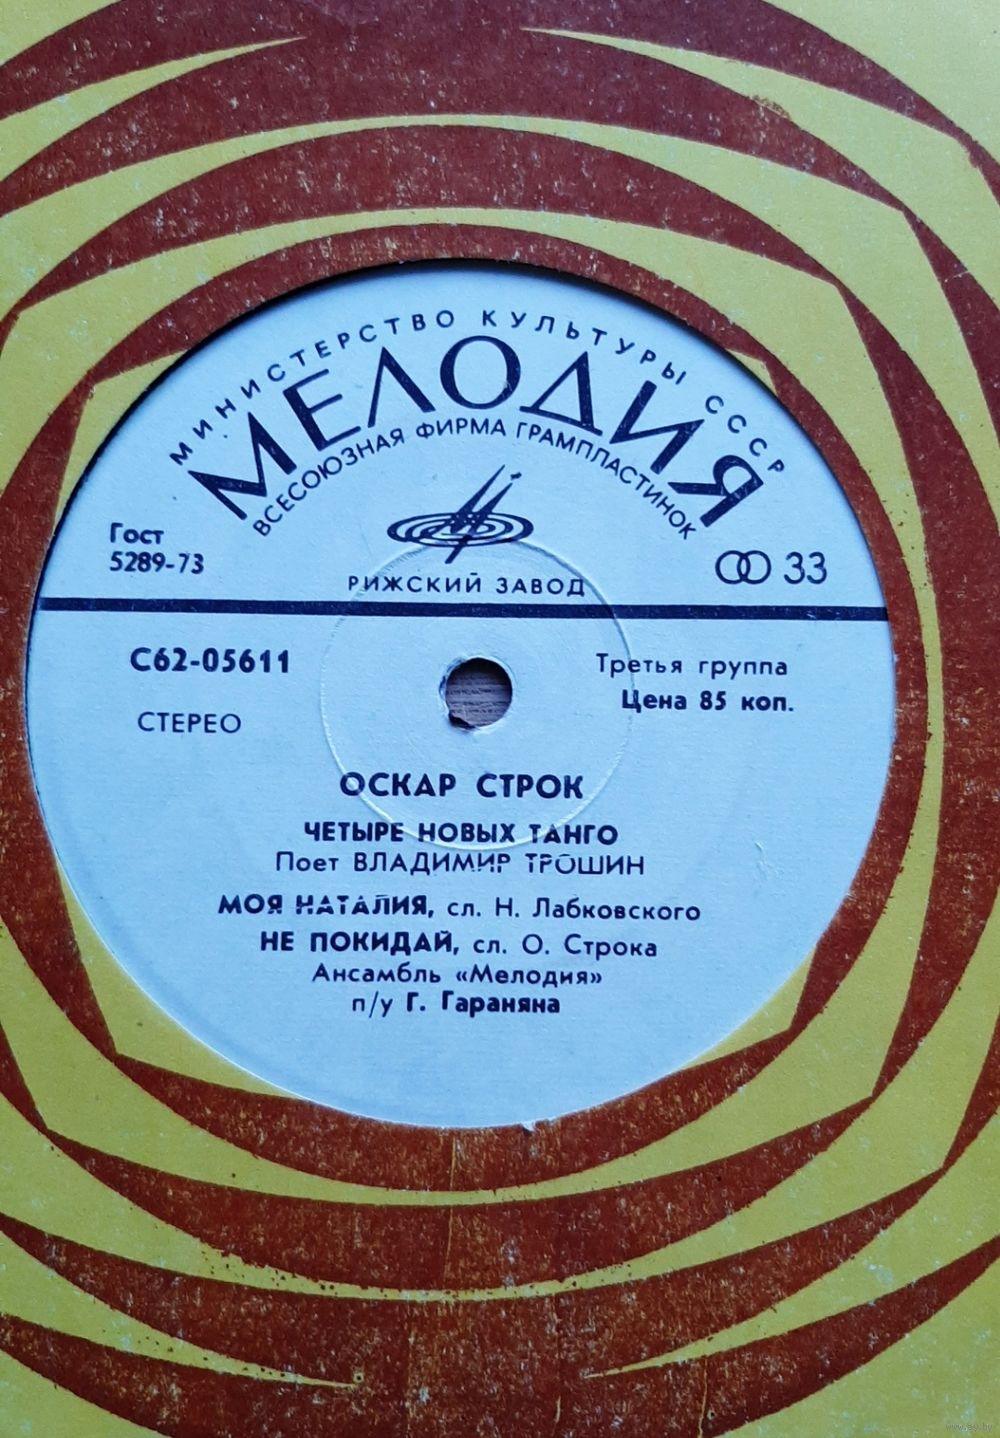 МИНИСТЕРСТВО КУЛЬТУРЫ СССР
МЕЛОДИЯ
ВСЕСОЮЗНАЯ ФИРМА ГРАМПЛАСТИНОК
Гост
5289-73
РИЖСКИЙ ЗАВОД
33
С62-05611
Третья группа
Цена 85 коп.
СТЕРЕО
ОСКАР СТРОК
ЧЕТЫРЕ НОВЫХ ТАНГО
Поет ВЛАДИМИР ТРОШИН
МОЯ НАТАЛИЯ, сл. Н. Лабковского
НЕ ПОКИДАЙ, сл. О. Строка
Ансамбль «Мелодия»
п/у Г. Гараняна